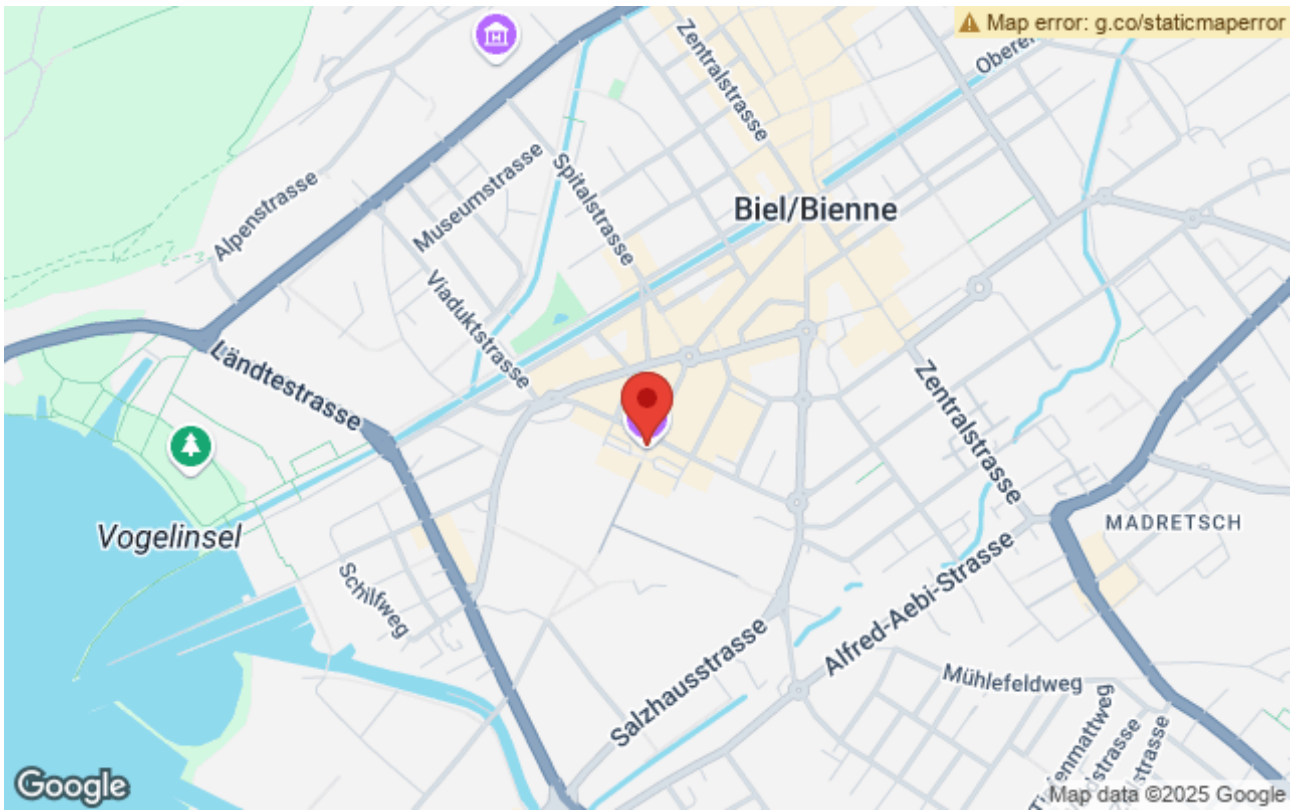 Map error: g.co/staticmaperror
Zentralstrasse
Alpenstrasse
Museumstrasse
Spitalstrasse
Biel/Bienne
Viaduktstrasse
Ländtestrasse
Zentralstrasse
Vogelinsel
MADRETSCH
Schilfweg
Alfred-Aebi-Strasse
Salzhausstrasse
Mühlefeldweg
Google
Map data ©2025 Google